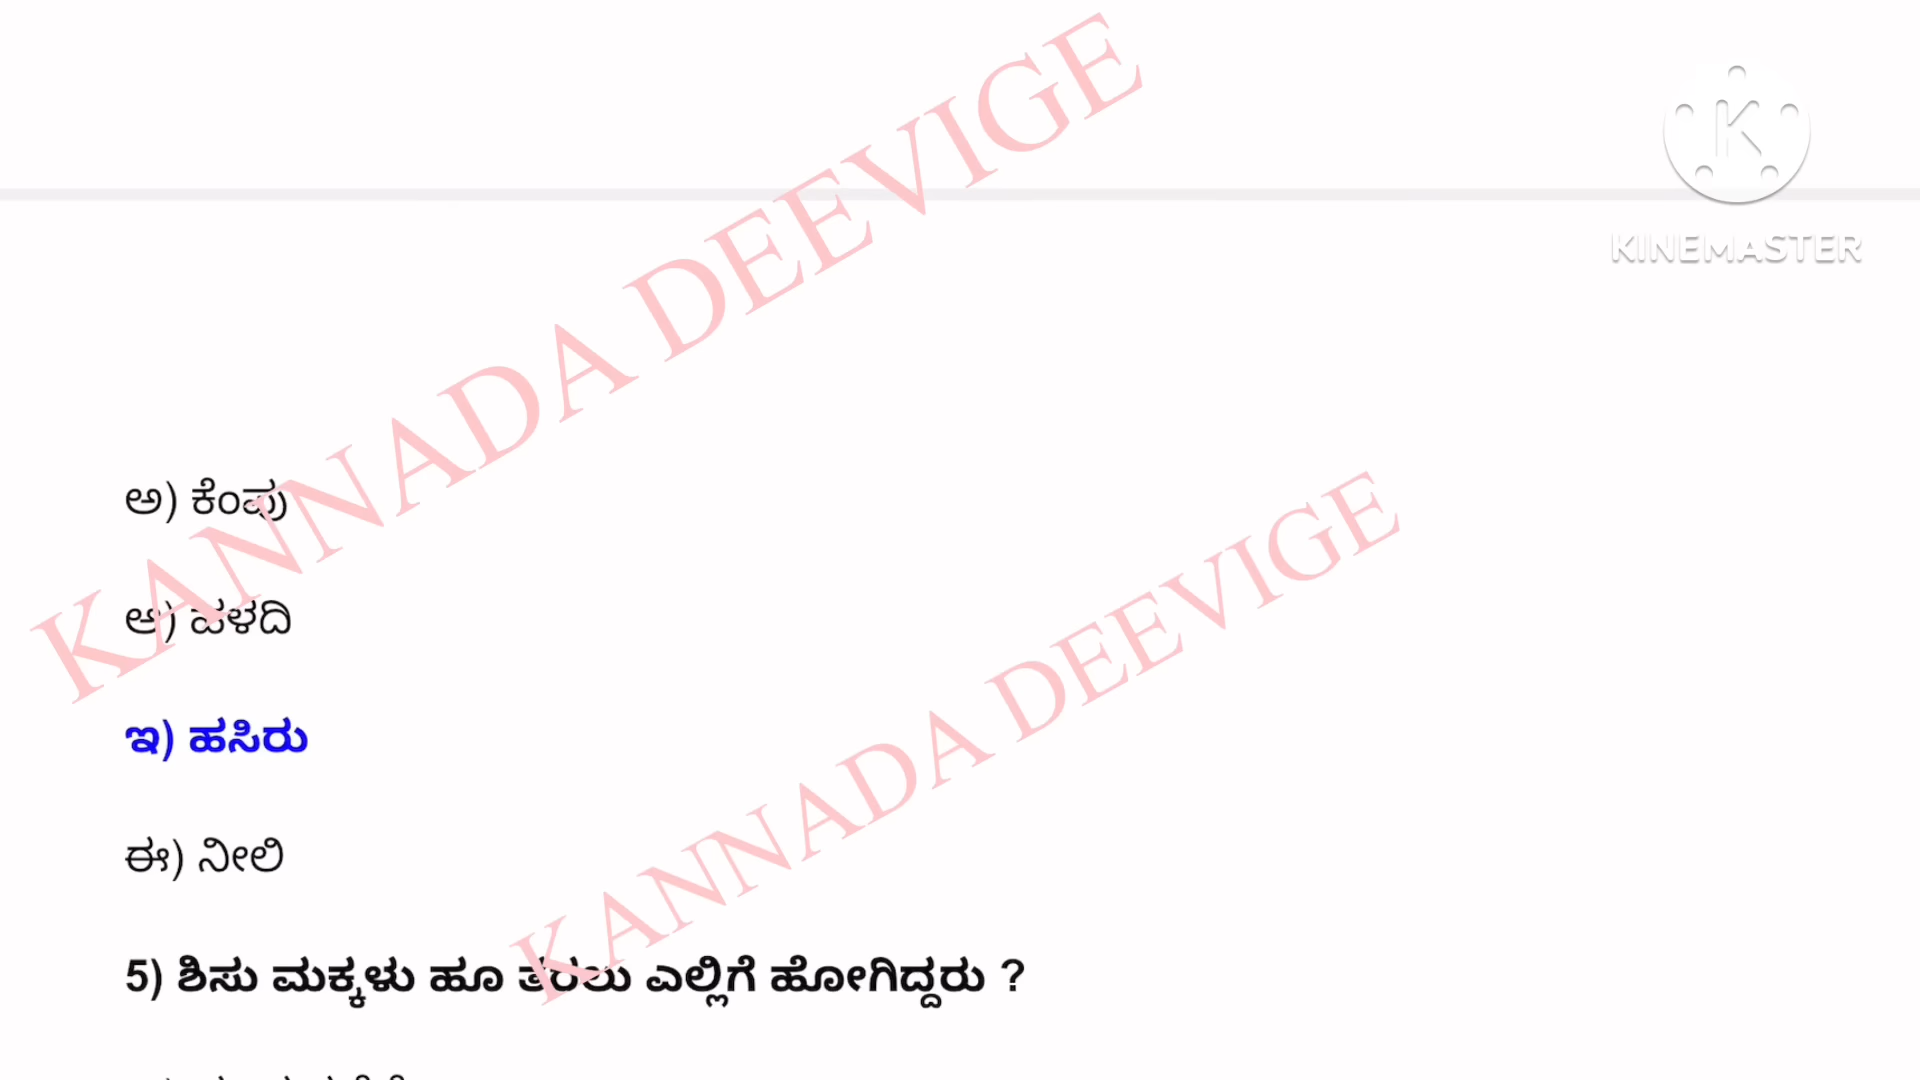 KANNADA DEEVIGE
KINEMASTER
ಅ) ಕೆಂಪು
ಆ) ಹಳದಿ
ಇ) ಹಸಿರು
ಈ) ನೀಲಿ
KANNADA DEEVIGE
5) ಶಿಸು ಮಕ್ಕಳು ಹೂ ತರಲು ಎಲ್ಲಿಗೆ ಹೋಗಿದ್ದರು ?